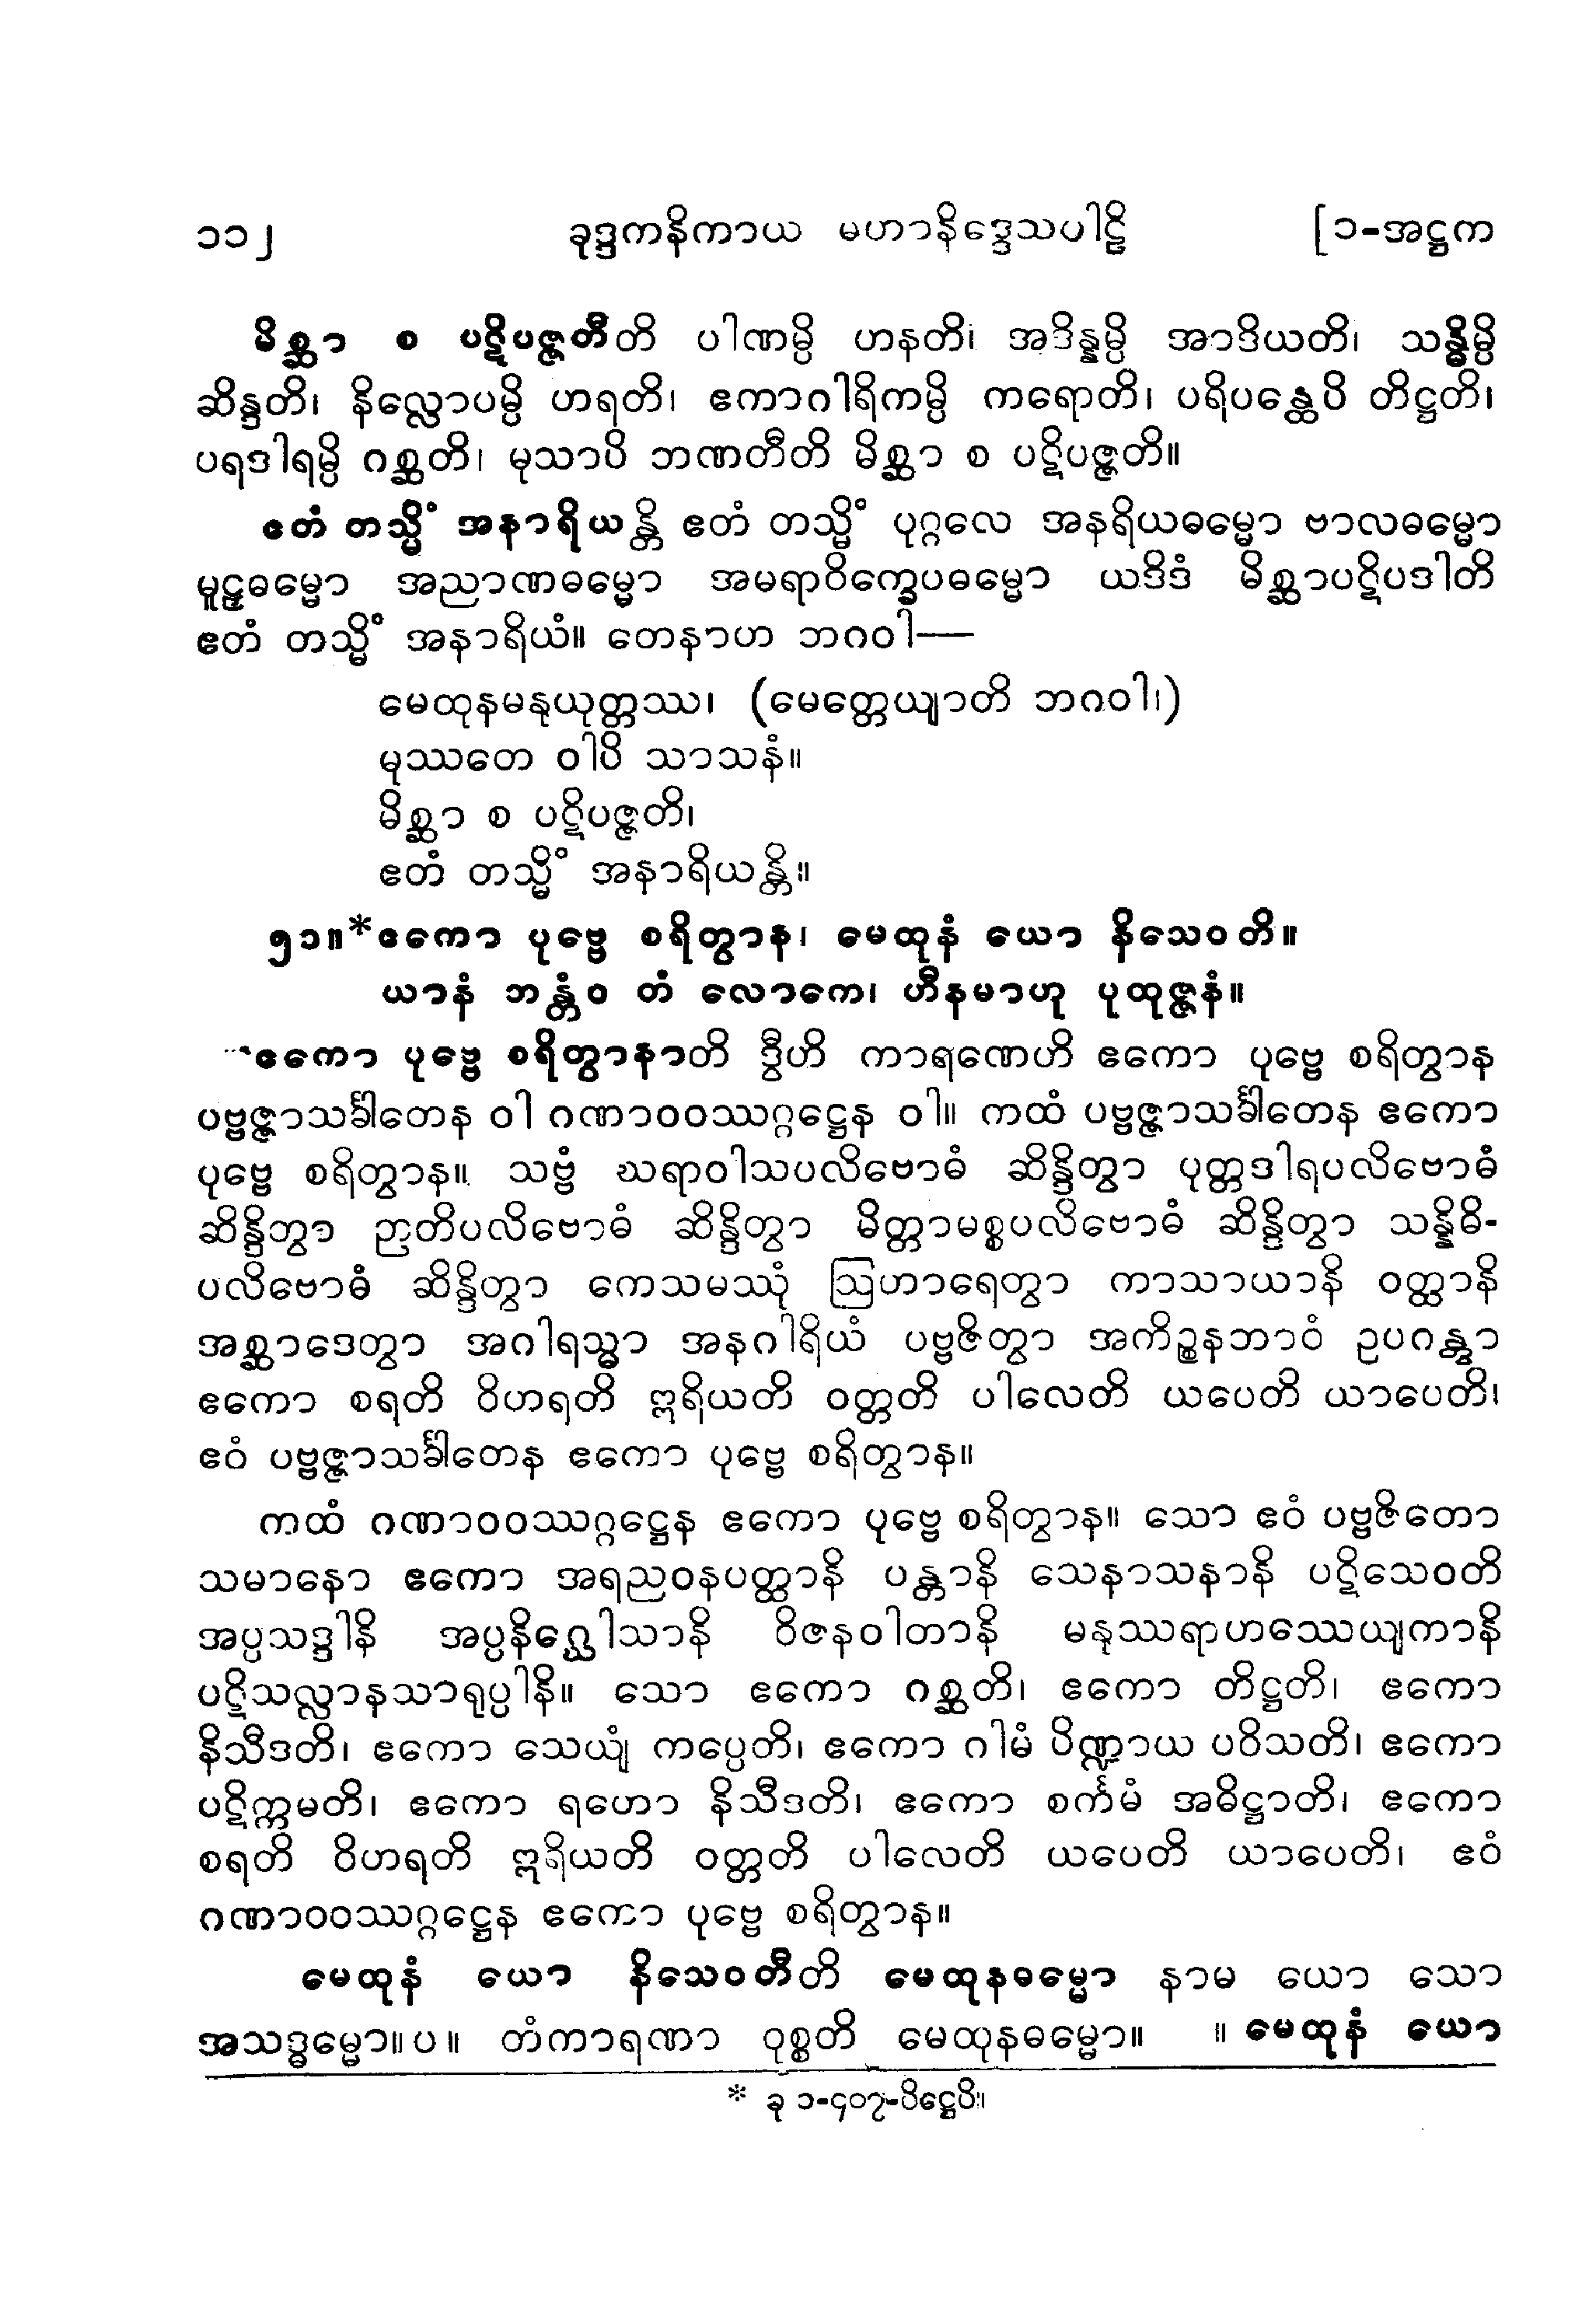 ၁၁၂ ခုဒ္ဒကနိကာယ မဟာနိဒ္ဒေသပါဠိ [၁-အဋ္ဌက
မိစ္ဆာ စ ပဋိပဇ္ဇတီတိ ပါဏမ္ပိ ဟနတိ၊ အဒိန္နမ္ပိ အာဒိယတိ၊ သန္ဓိမ္ပိ
ဆိန္ဒတိ၊ နိလ္လောပမ္ပိ ဟရတိ၊ ဧကာဂါရိကမ္ပိ ကရောတိ၊ ပရိပန္ထေပိ တိဋ္ဌတိ၊
ပရဒါရမ္ပိ ဂစ္ဆတိ၊ မုသာပိ ဘဏတီတိ မိစ္ဆာ စ ပဋိပဇ္ဇတိ။
ဧတံ တသ္မိံ အနာရိယန္တိ ဧတံ တသ္မိံ ပုဂ္ဂလေ အနရိယဓမ္မော ဗာလဓမ္မော
မူဠှဓမ္မော အညာဏဓမ္မော အမရာဝိက္ခေပဓမ္မော ယဒိဒံ မိစ္ဆာပဋိပဒါတိ
ဧတံ တသ္မိံ အနာရိယံ။ တေနာဟ ဘဂဝါ—
မေထုနမနုယုတ္တဿ၊ (မေတ္တေယျာတိ ဘဂဝါ၊)
မုဿတေ ဝါပိ သာသနံ။
မိစ္ဆာ စ ပဋိပဇ္ဇတိ၊
ဧတံ တသ္မိံ အနာရိယန္တိ။
၅၁။*ဧကော ပုဗ္ဗေ စရိတွာန၊ မေထုနံ ယော နိသေဝတိ။
ယာနံ ဘန္တံဝ တံ လောကေ၊ ဟီနမာဟု ပုထုဇ္ဇနံ။
ဧကော ပုဗ္ဗေ စရိတွာနာတိ ဒွီဟိ ကာရဏေဟိ ဧကော ပုဗ္ဗေ စရိတွာန
ပဗ္ဗဇ္ဇာသင်္ခါတေန ဝါ ဂဏာဝဝဿဂ္ဂဋ္ဌေန ဝါ။ ကထံ ပဗ္ဗဇ္ဇာသင်္ခါတေန ဧကော
ပုဗ္ဗေ စရိတွာန။ သဗ္ဗံ ဃရာဝါသပလိဗောဓံ ဆိန္ဒိတွာ ပုတ္တဒါရပလိဗောဓံ
ဆိန္ဒိဘွာ ဉာတိပလိဗောဓံ ဆိန္ဒိတွာ မိတ္တာမစ္စပလိဗောဓံ ဆိန္ဒိတွာ သန္နိဓိ-
ပလိဗောဓံ ဆိန္ဒိတွာ ကေသမဿုံ ဩဟာရေတွာ ကာသာယာနိ ဝတ္ထာနိ
အစ္ဆာဒေတွာ အဂါရသ္မာ အနဂါရိယံ ပဗ္ဗဇိတွာ အကိဉ္စနဘာဝံ ဥပဂန္တွာ
ဧကော စရတိ ဝိဟရတိ ဣရိယတိ ဝတ္တတိ ပါလေတိ ယပေတိ ယာပေတိ၊
ဧဝံ ပဗ္ဗဇ္ဇာသင်္ခါတေန ဧကော ပုဗ္ဗေ စရိတွာန။
ကထံ ဂဏာဝဝဿဂ္ဂဋ္ဌေန ဧကော ပုဗ္ဗေ စရိတွာန။ သော ဧဝံ ပဗ္ဗဇိတော
သမာနော ဧကော အရညဝနပတ္ထာနိ ပန္တာနိ သေနာသနာနိ ပဋိသေဝတိ
အပ္ပသဒ္ဒါနိ အပ္ပနိဂ္ဃေါသာနိ ဝိဇနဝါတာနိ မနုဿရာဟဿေယျကာနိ
ပဋိသလ္လာနသာရုပ္ပါနိ။ သော ဧကော ဂစ္ဆတိ၊ ဧကော တိဋ္ဌတိ၊ ဧကော
နိသီဒတိ၊ ဧကော သေယျံ ကပ္ပေတိ၊ ဧကော ဂါမံ ပိဏ္ဍာယ ပဝိသတိ၊ ဧကော
ပဋိက္ကမတိ၊ ဧကော ရဟော နိသီဒတိ၊ ဧကော စင်္ကမံ အဓိဋ္ဌာတိ၊ ဧကော
စရတိ ဝိဟရတိ ဣရိယတိ ဝတ္တတိ ပါလေတိ ယပေတိ ယာပေတိ၊ ဧဝံ
ဂဏာဝဝဿဂ္ဂဋ္ဌေန ဧကော ပုဗ္ဗေ စရိတွာန။
မေထုနံ ယော နိသေဝတီတိ မေထုနဓမ္မော နာမ ယော သော
အသဒ္ဓမ္မော။ပ။ တံကာရဏာ ဝုစ္စတိ မေထုနဓမ္မော။ ။ မေထုနံ ယော
* ခု ၁-၄၀၇-ပိဋ္ဌေပိ။